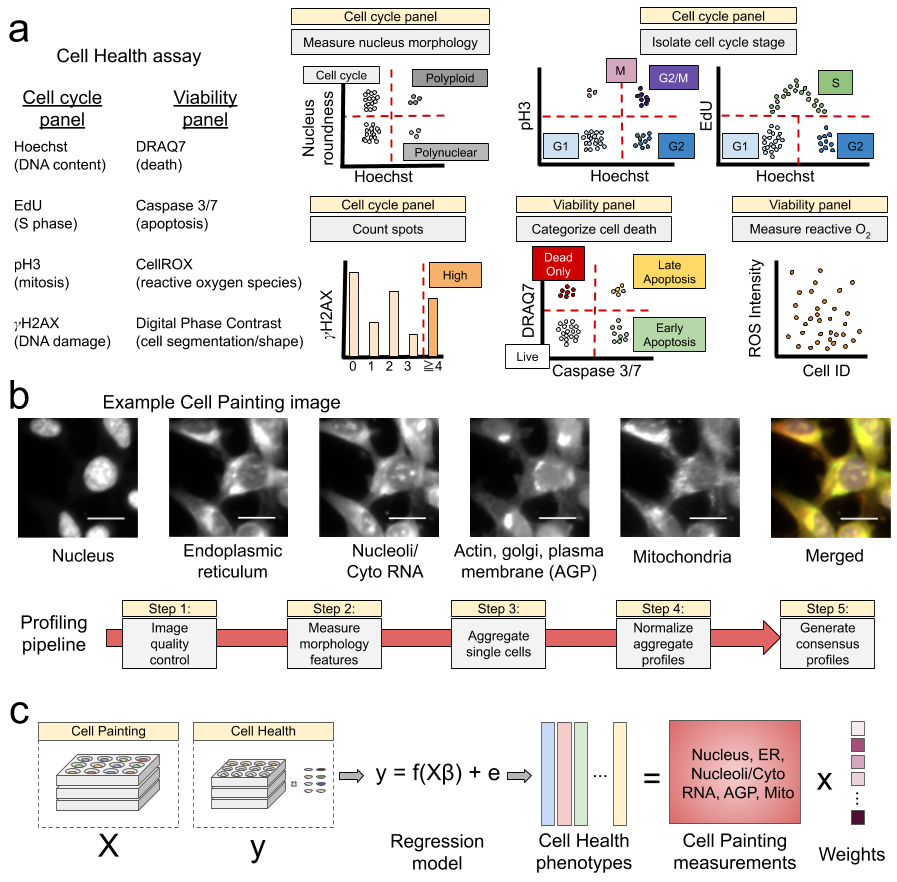 a
Cell Health assay
Cell cycle
panel
Viability
panel
Hoechst
(DNA content)
DRAQ7
(death)
EdU
(S phase)
Caspase 3/7
(apoptosis)
pH3
(mitosis)
CellROX
(reactive oxygen species)
γH2AX
(DNA damage)
Digital Phase Contrast
(cell segmentation/shape)
Cell cycle panel
Measure nucleus morphology
Cell cycle
Polyploid
Polynuclear
Nucleus
roundness
Hoechst
Cell cycle panel
Isolate cell cycle stage
M
G2/M
pH3
G1
G2
Hoechst
S
EdU
G1
G2
Hoechst
Cell cycle panel
Count spots
High
γH2AX
0 1 2 3 ≧4
Viability panel
Categorize cell death
Dead
Only
Late
Apoptosis
DRAQ7
Early
Apoptosis
Live
Caspase 3/7
Viability panel
Measure reactive O2
ROS Intensity
Cell ID
b
Example Cell Painting image
Nucleus
Endoplasmic
reticulum
Nucleoli/
Cyto RNA
Actin, golgi, plasma
membrane (AGP)
Mitochondria
Merged
Profiling
pipeline
Step 1:
Image
quality
control
Step 2:
Measure
morphology
features
Step 3:
Aggregate
single cells
Step 4:
Normalize
aggregate
profiles
Step 5:
Generate
consensus
profiles
c
Cell Painting
X
Cell Health
y
y = f(Xβ) + e
Regression
model
...
Cell Health
phenotypes
=
Nucleus, ER,
Nucleoli/Cyto
RNA, AGP, Mito
Cell Painting
measurements
x
⋮
Weights